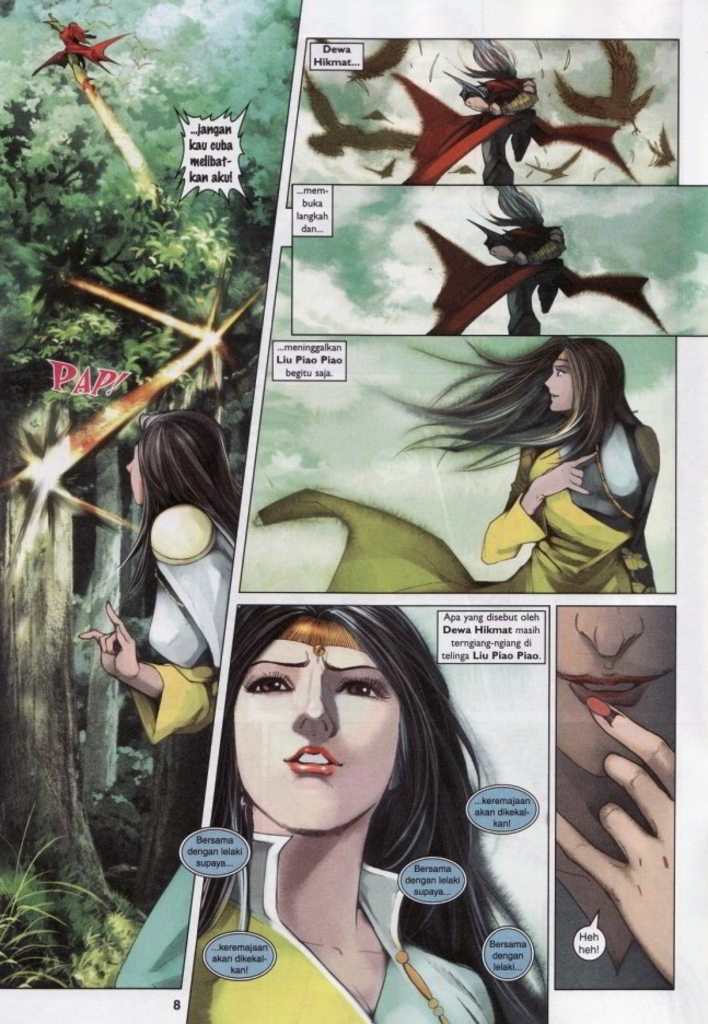 ...jangan
kau cuba
melibat-
kan aku!
PAP!
Dewa
Hikmat...
...mem-
buka
langkah
dan...
...meninggalkan
Liu Piao Piao
begitu saja.
Apa yang disebut oleh
Dewa Hikmat masih
terngiang-ngiang di
telinga Liu Piao Piao.
Bersama
dengan lelaki
supaya...
...keremajaan
akan dikekal-
kan!
...keremajaan
akan dikekal-
kan!
Bersama
dengan lelaki
supaya...
Bersama
dengan
lelaki...
Heh
heh!
8